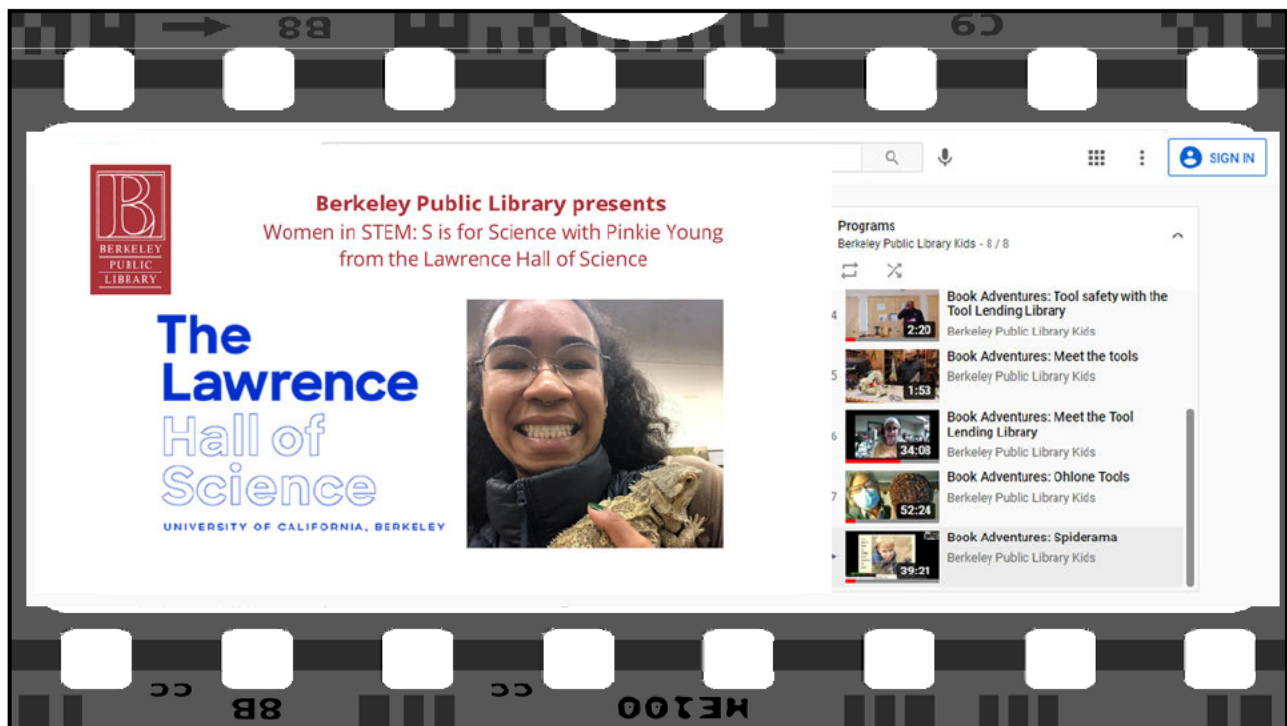 88
C9
BERKELEY
PUBLIC
LIBRARY
Berkeley Public Library presents
Women in STEM: S is for Science with Pinkie Young
from the Lawrence Hall of Science
The
Lawrence
Hall of
Science
UNIVERSITY OF CALIFORNIA, BERKELEY
SIGN IN
Programs
Berkeley Public Library Kids - 8 / 8
4
2:20
Book Adventures: Tool safety with the
Tool Lending Library
Berkeley Public Library Kids
5
1:53
Book Adventures: Meet the tools
Berkeley Public Library Kids
6
34:08
Book Adventures: Meet the Tool
Lending Library
Berkeley Public Library Kids
7
52:24
Book Adventures: Ohlone Tools
Berkeley Public Library Kids
39:21
Book Adventures: Spiderama
Berkeley Public Library Kids